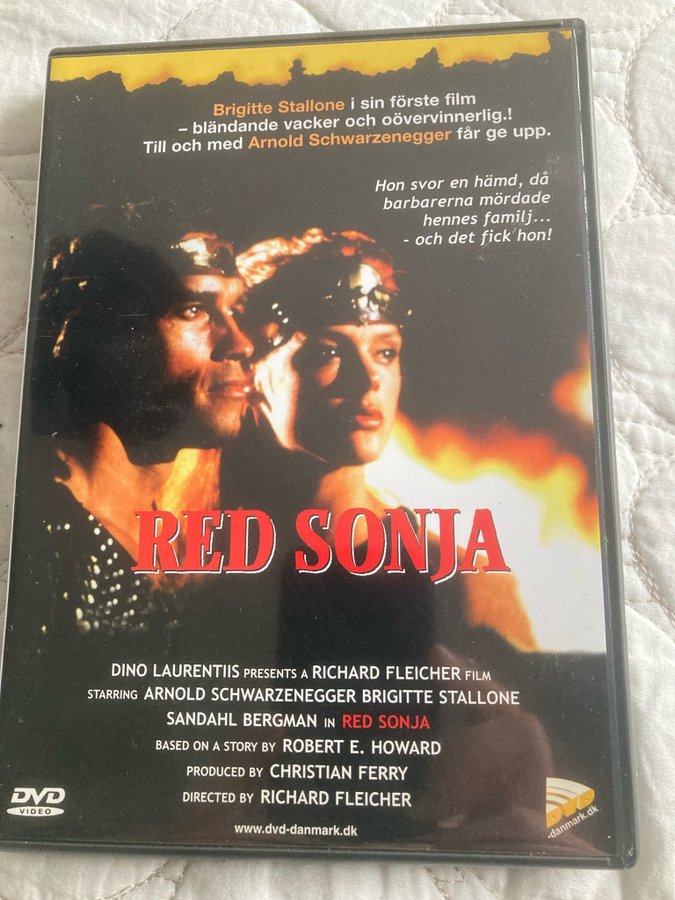 Brigitte Stallone i sin förste film
– bländande vacker och oövervinnerlig.!
Till och med Arnold Schwarzenegger får ge upp.
Hon svor en hämd, då
barbarerna mördade
hennes familj...
- och det fick hon!
RED SONJA
DINO LAURENTIIS PRESENTS A RICHARD FLEICHER FILM
STARRING ARNOLD SCHWARZENEGGER BRIGITTE STALLONE
SANDAHL BERGMAN IN RED SONJA
BASED ON A STORY BY ROBERT E. HOWARD
PRODUCED BY CHRISTIAN FERRY
DIRECTED BY RICHARD FLEICHER
DVD
VIDEO
www.dvd-danmark.dk
DVD
-danmark.dk